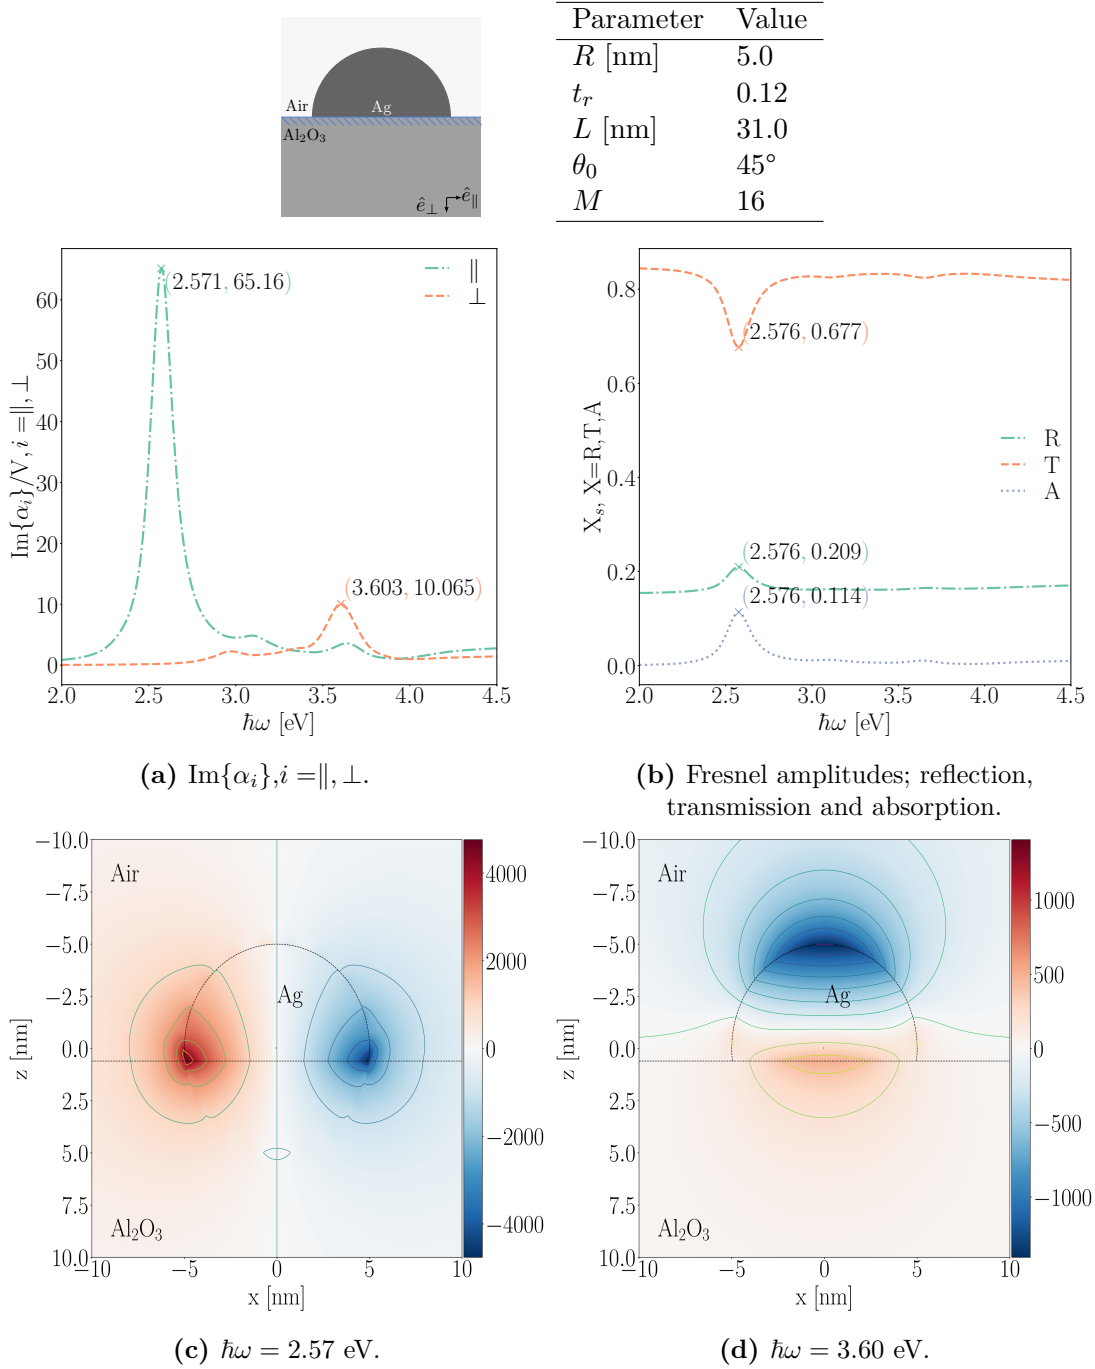 Air
Ag
Al₂O₃
ê⊥
ê∥
Parameter Value
R [nm] 5.0
t_r 0.12
L [nm] 31.0
θ₀ 45°
M 16
Im{α_i}/V, i =∥, ⊥
60
50
40
30
20
10
0
2.0 2.5 3.0 3.5 4.0 4.5
ħω [eV]
(2.571, 65.16)
(3.603, 10.065)
∥
⊥
X_s, X=R,T,A
0.8
0.6
0.4
0.2
0.0
2.0 2.5 3.0 3.5 4.0 4.5
ħω [eV]
(2.576, 0.677)
(2.576, 0.209)
(2.576, 0.114)
R
T
A
(a) Im{α_i},i =∥, ⊥.
(b) Fresnel amplitudes; reflection,
transmission and absorption.
z [nm]
−10.0
−7.5
−5.0
−2.5
0.0
2.5
5.0
7.5
10.0
−10 −5 0 5 10
x [nm]
Air
Ag
Al₂O₃
4000
2000
0
−2000
−4000
z [nm]
−10.0
−7.5
−5.0
−2.5
0.0
2.5
5.0
7.5
10.0
−10 −5 0 5 10
x [nm]
Air
Ag
Al₂O₃
1000
500
0
−500
−1000
(c) ħω = 2.57 eV.
(d) ħω = 3.60 eV.